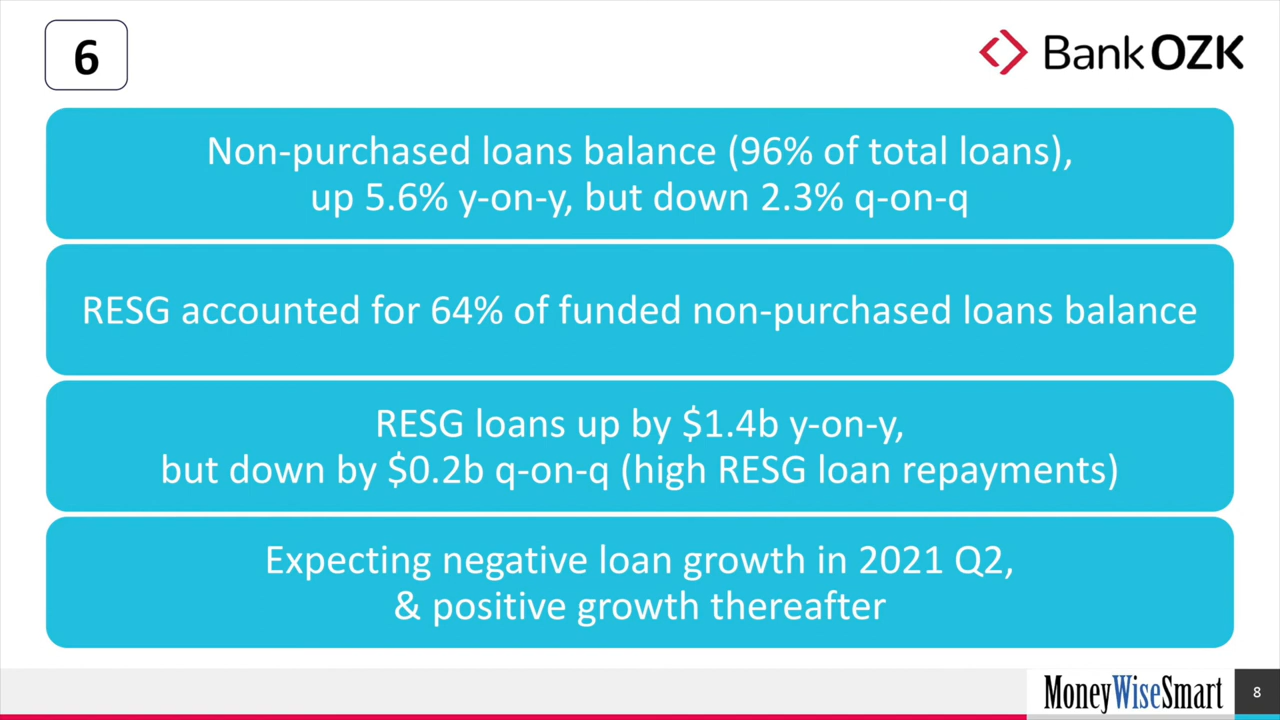 6
Bank OZK
Non-purchased loans balance (96% of total loans),
up 5.6% y-on-y, but down 2.3% q-on-q
RESG accounted for 64% of funded non-purchased loans balance
RESG loans up by $1.4b y-on-y,
but down by $0.2b q-on-q (high RESG loan repayments)
Expecting negative loan growth in 2021 Q2,
& positive growth thereafter
MoneyWiseSmart
8